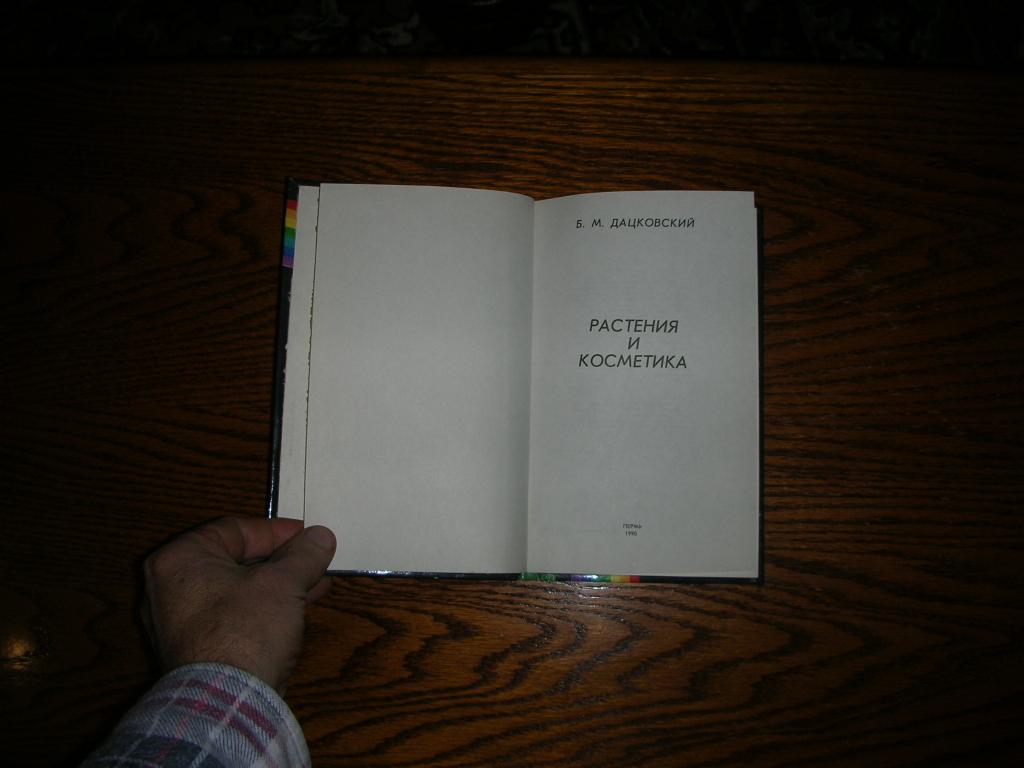 Б. М. ДАЦКОВСКИЙ
РАСТЕНИЯ
И
КОСМЕТИКА
ПЕРМЬ
1990